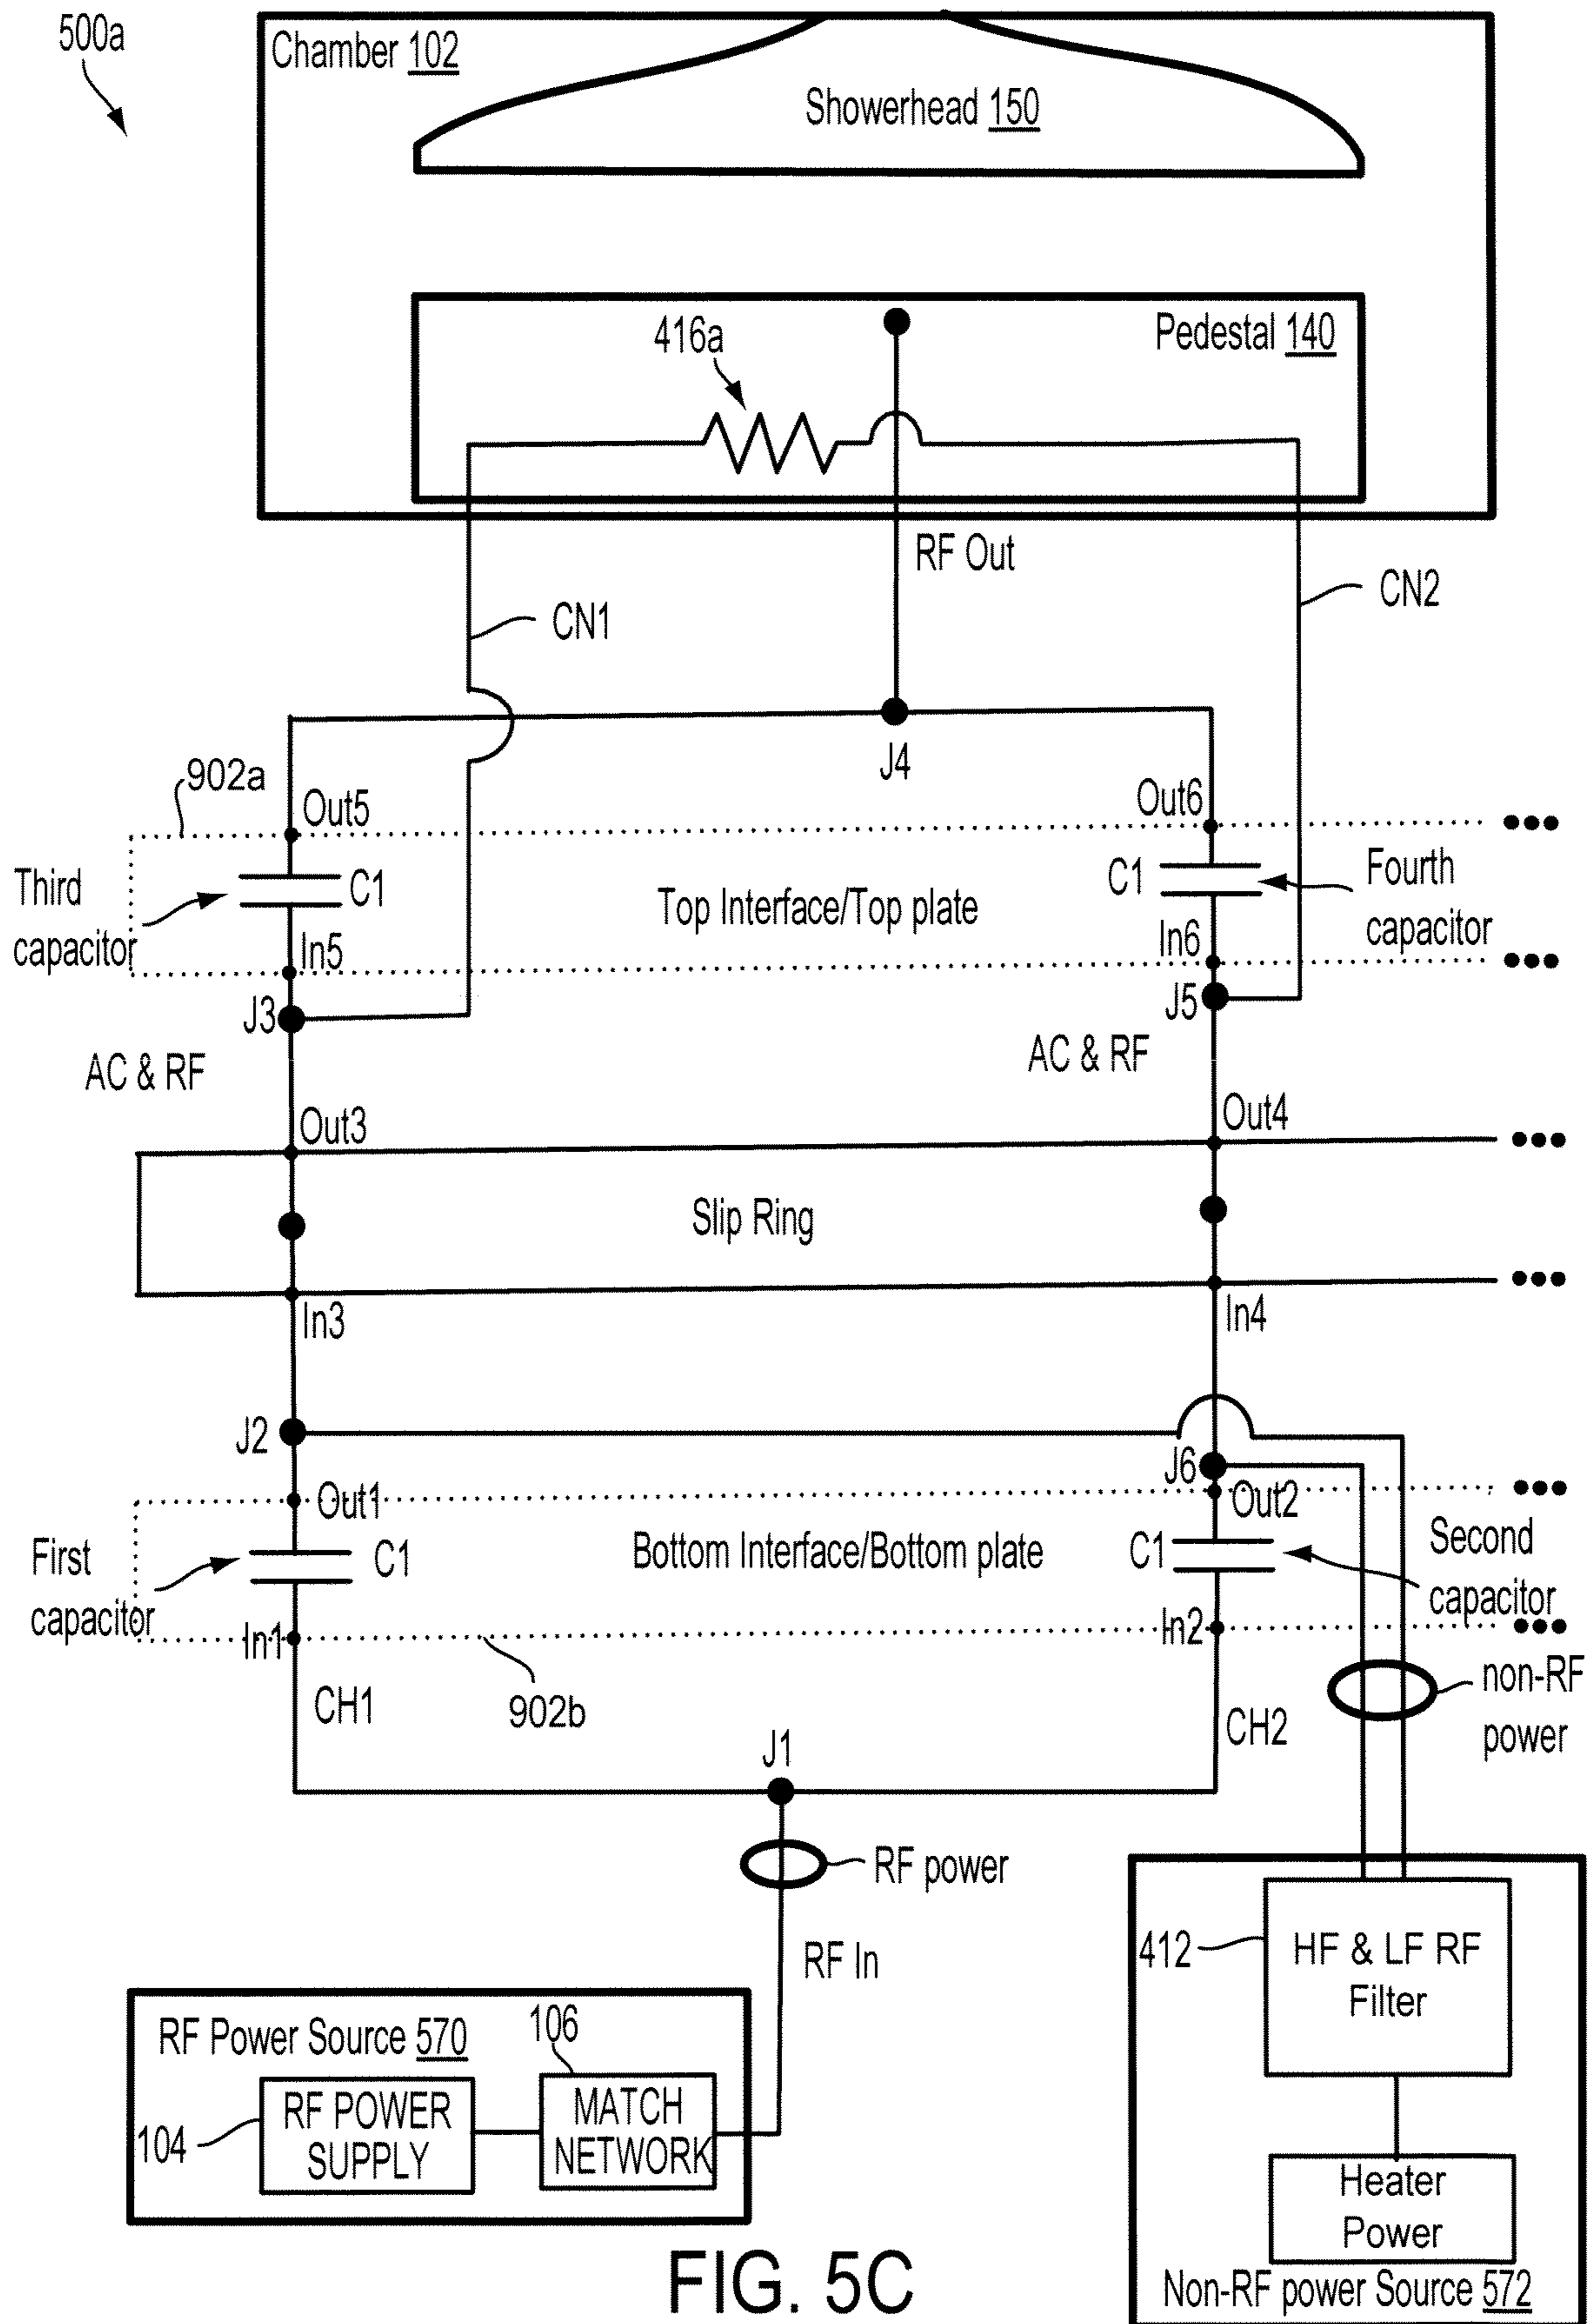 500a
Chamber 102
Showerhead 150
416a
Pedestal 140
RF Out
CN1
CN2
J4
902a
Out5
Out6
Third
capacitor
C1
Top Interface/Top plate
C1
Fourth
capacitor
In5
In6
J3
J5
AC & RF
AC & RF
Out3
Out4
Slip Ring
In3
In4
J2
J6
Out1
Out2
First
capacitor
C1
Bottom Interface/Bottom plate
C1
Second
capacitor
In1
In2
CH1
902b
CH2
non-RF
power
J1
RF power
RF In
412
HF & LF RF
Filter
RF Power Source 570
106
104
RF POWER
SUPPLY
MATCH
NETWORK
Heater
Power
Non-RF power Source 572
FIG. 5C